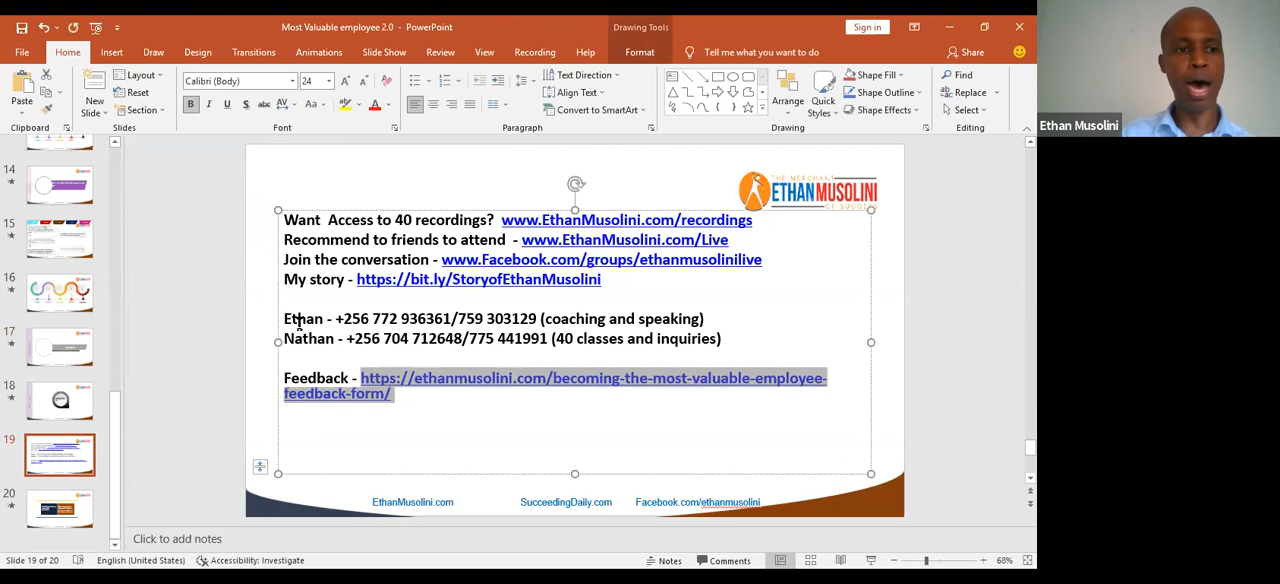 Most Valuable employee 2.0 - PowerPoint
Drawing Tools
Sign in
File
Home
Insert
Draw
Design
Transitions
Animations
Slide Show
Review
View
Recording
Help
Format
Tell me what you want to do
Share
Paste
Clipboard
New
Slide
Layout
Reset
Section
Slides
Calibri (Body)
24
B I U S abc AV Aa A
Font
Text Direction
Align Text
Convert to SmartArt
Paragraph
Arrange
Quick
Styles
Shape Fill
Shape Outline
Shape Effects
Drawing
Find
Replace
Select
Editing
Ethan Musolini
14
15
16
17
18
19
20
THE MERCHANT
ETHANMUSOLINI
OF SUCCESS
Want Access to 40 recordings? www.EthanMusolini.com/recordings
Recommend to friends to attend - www.EthanMusolini.com/Live
Join the conversation - www.Facebook.com/groups/ethanmusolinilive
My story - https://bit.ly/StoryofEthanMusolini
Ethan - +256 772 936361/759 303129 (coaching and speaking)
Nathan - +256 704 712648/775 441991 (40 classes and inquiries)
Feedback - https://ethanmusolini.com/becoming-the-most-valuable-employee-
feedback-form/
EthanMusolini.com
SucceedingDaily.com
Facebook.com/ethanmusolini
Click to add notes
Slide 19 of 20
English (United States)
Accessibility: Investigate
Notes
Comments
68%